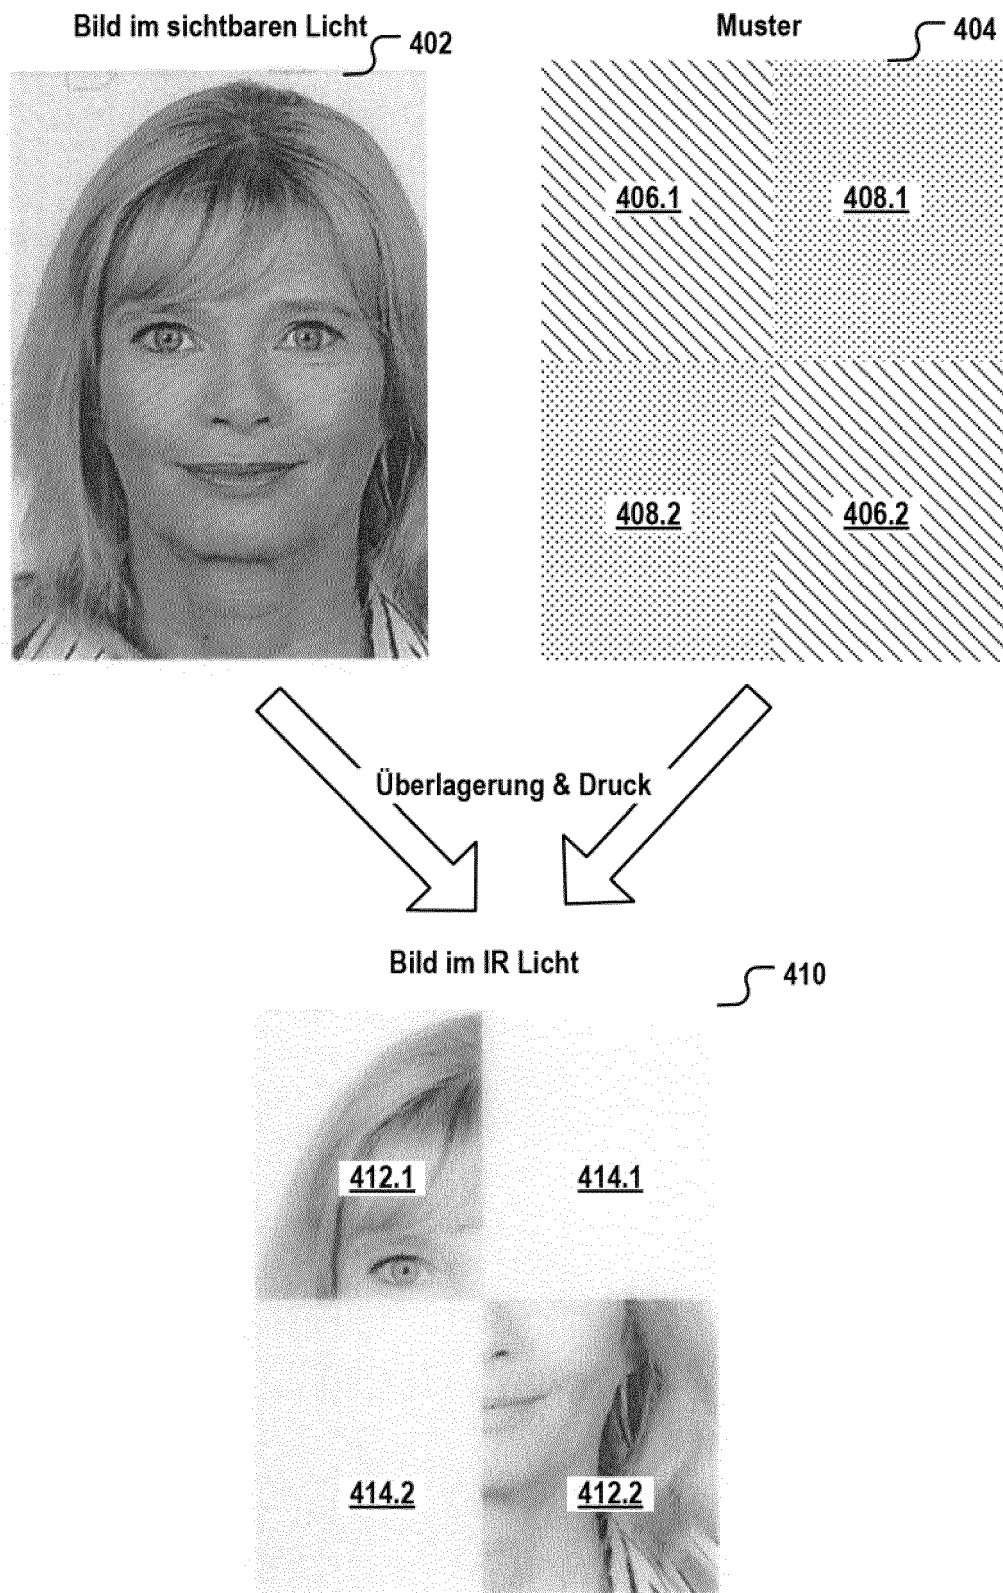 Bild im sichtbaren Licht
402
Muster
404
406.1
408.1
408.2
406.2
Überlagerung & Druck
Bild im IR Licht
410
412.1
414.1
414.2
412.2